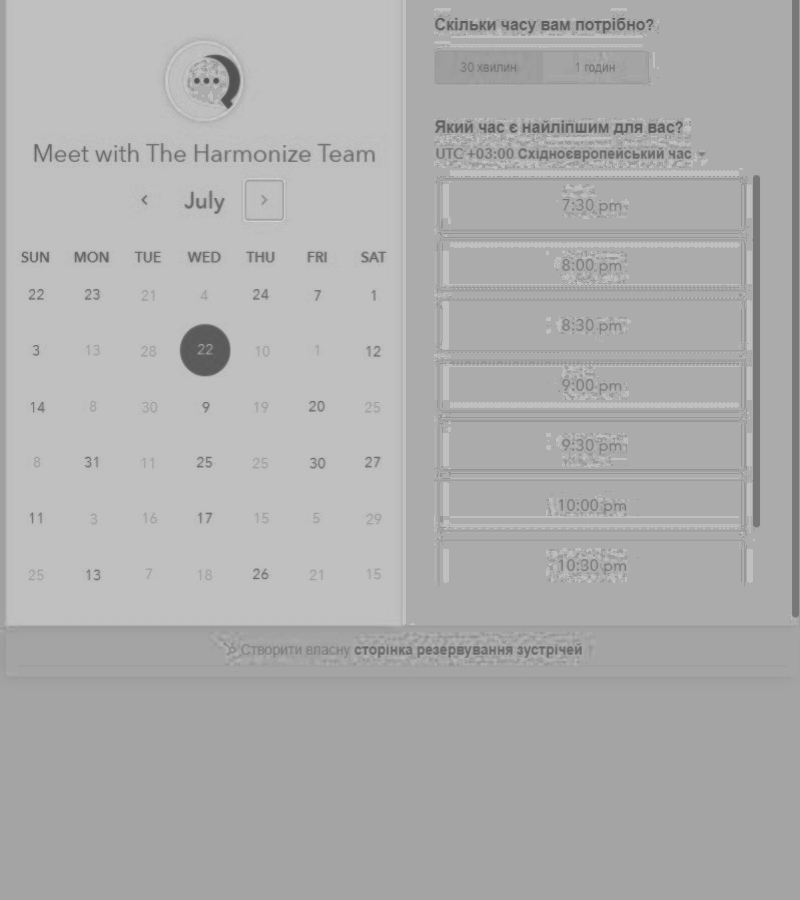 Meet with The Harmonize Team
July
SUN MON TUE WED THU FRI SAT
22 23 21 4 24 7 1
3 13 28 22 10 1 12
14 8 30 9 19 20 25
8 31 11 25 25 30 27
11 3 16 17 15 5 29
25 13 7 18 26 21 15
Скільки часу вам потрібно?
30 хвилин 1 годин
Який час є найліпшим для вас?
UTC +03:00 Східноєвропейський час
7:30 pm
8:00 pm
8:30 pm
9:00 pm
9:30 pm
10:00 pm
10:30 pm
Створити власну сторінка резервування зустрічей